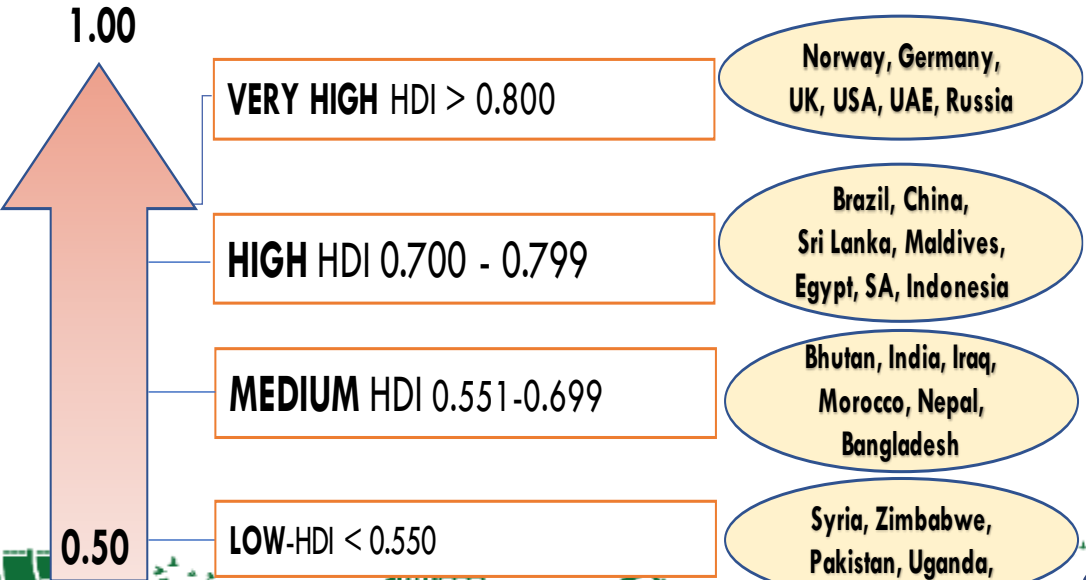 1.00
VERY HIGH HDI > 0.800
Norway, Germany,
UK, USA, UAE, Russia
HIGH HDI 0.700 - 0.799
Brazil, China,
Sri Lanka, Maldives,
Egypt, SA, Indonesia
MEDIUM HDI 0.551-0.699
Bhutan, India, Iraq,
Morocco, Nepal,
Bangladesh
0.50
LOW-HDI < 0.550
Syria, Zimbabwe,
Pakistan, Uganda,